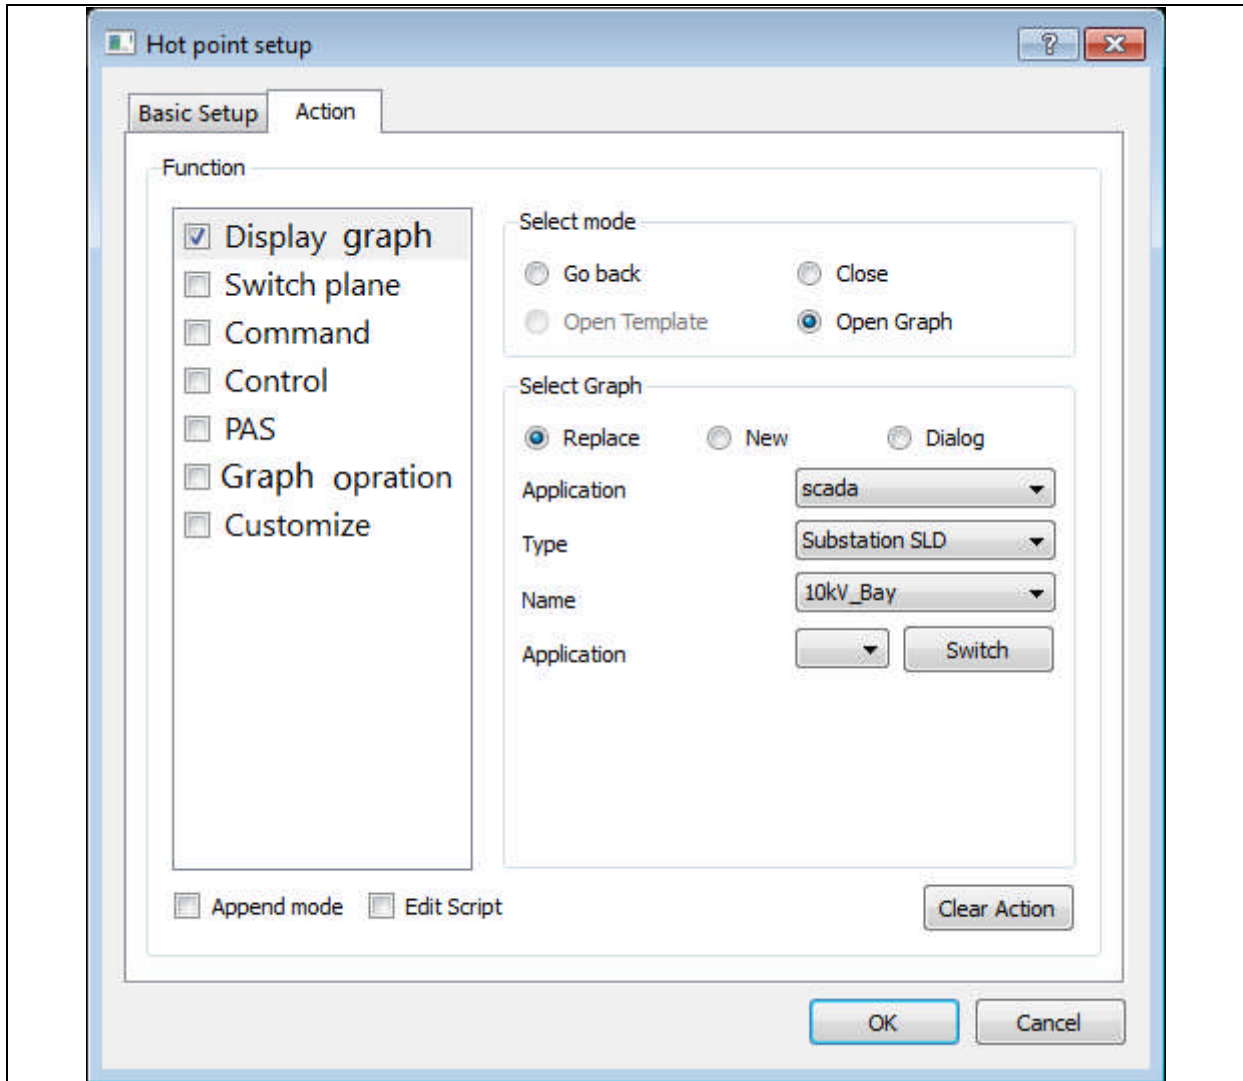 Hot point setup
Basic Setup Action
Function
Display graph
Switch plane
Command
Control
PAS
Graph opration
Customize
Select mode
Go back Close
Open Template Open Graph
Select Graph
Replace New Dialog
Application scada
Type Substation SLD
Name 10kV_Bay
Application Switch
Append mode Edit Script Clear Action
OK Cancel